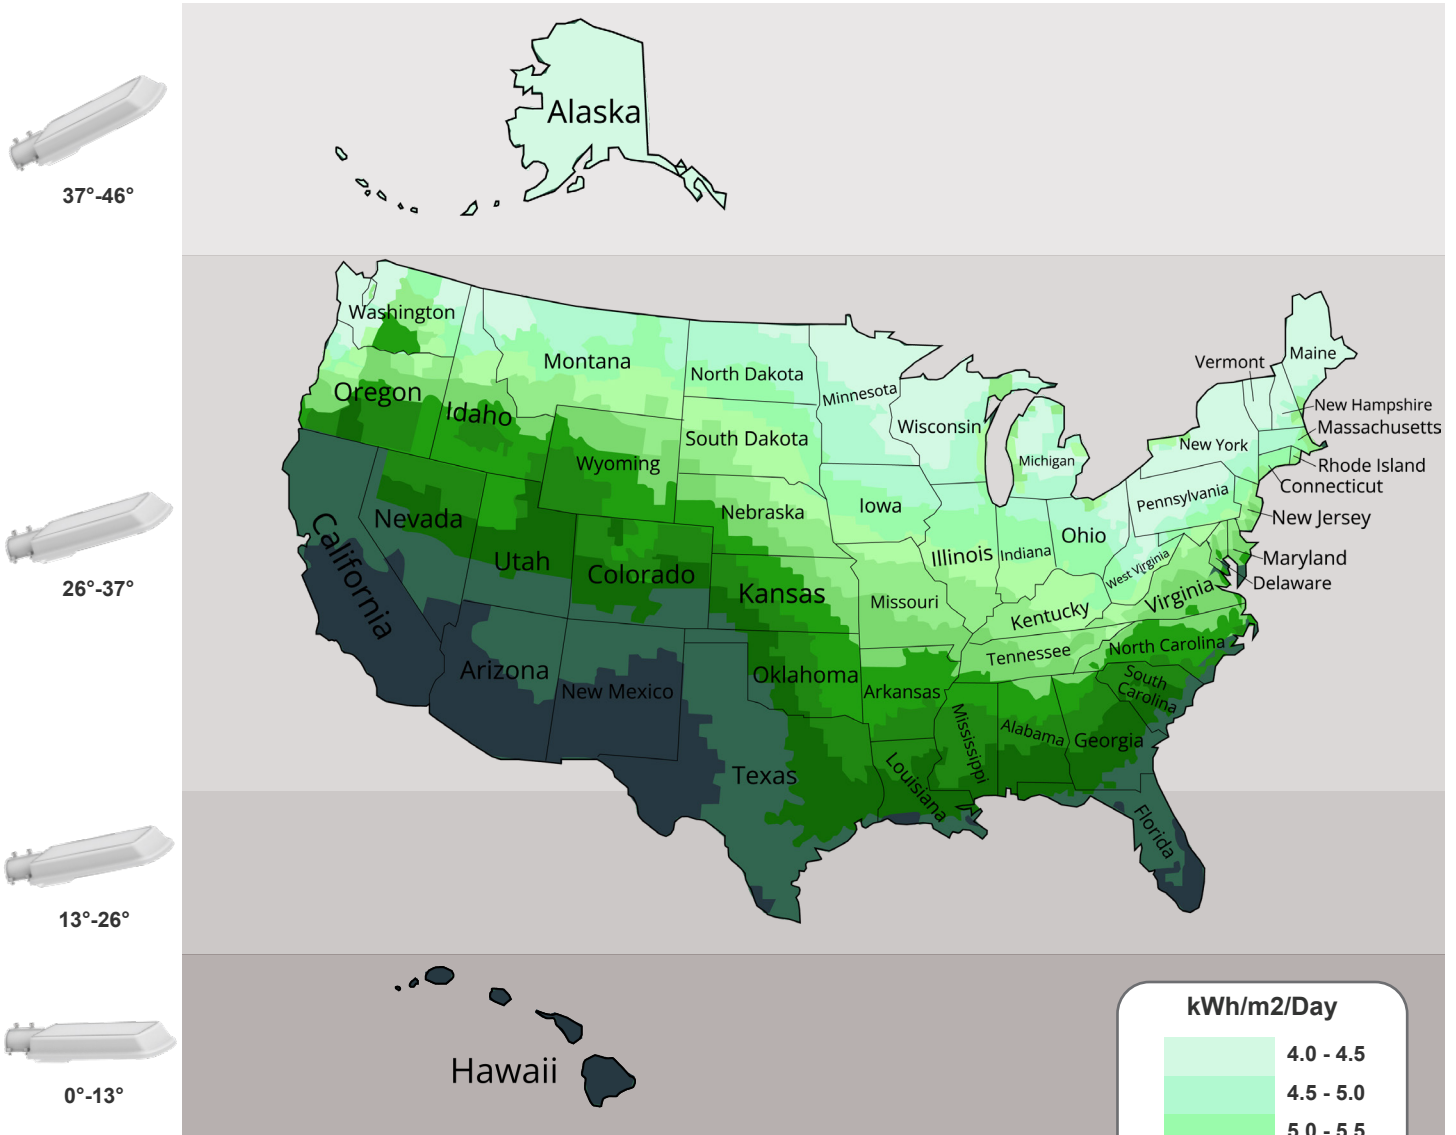 Alaska
37°-46°
Washington
Montana
North Dakota
Minnesota
Vermont
Maine
Oregon
Idaho
New Hampshire
Wisconsin
Massachusetts
South Dakota
New York
Michigan
Wyoming
Rhode Island
Connecticut
Pennsylvania
Nebraska
Iowa
New Jersey
Nevada
Ohio
California
Utah
Illinois
Indiana
Maryland
Colorado
West Virginia
Delaware
26°-37°
Kansas
Missouri
Virginia
Kentucky
North Carolina
Tennessee
Arizona
Oklahoma
South
Carolina
New Mexico
Arkansas
Mississippi
Alabama
Georgia
Texas
Louisiana
Florida
13°-26°
kWh/m2/Day
4.0 - 4.5
Hawaii
4.5 - 5.0
0°-13°
5.0 - 5.5